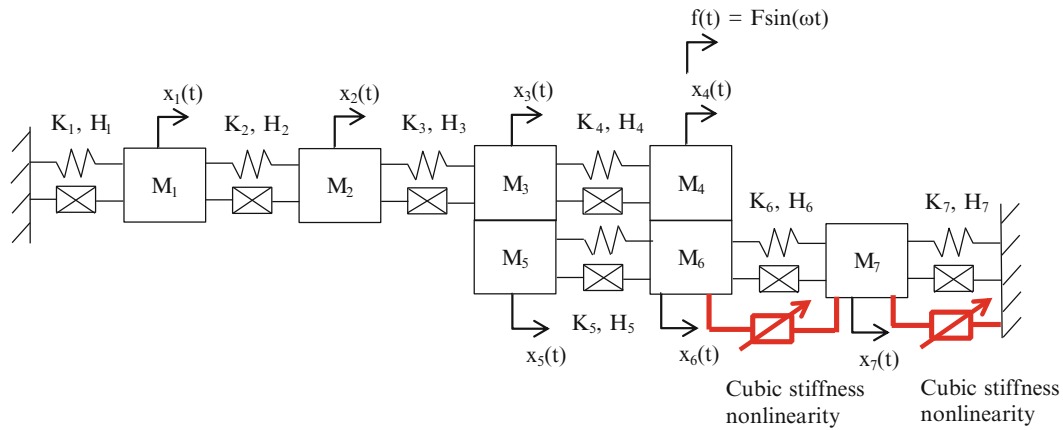 f(t) = Fsin(ωt)
x₁(t)
x₂(t)
x₃(t)
x₄(t)
K₁, H₁
K₂, H₂
K₃, H₃
K₄, H₄
M₁
M₂
M₃
M₄
K₆, H₆
K₇, H₇
M₅
M₆
M₇
K₅, H₅
x₅(t)
x₆(t)
x₇(t)
Cubic stiffness
nonlinearity
Cubic stiffness
nonlinearity